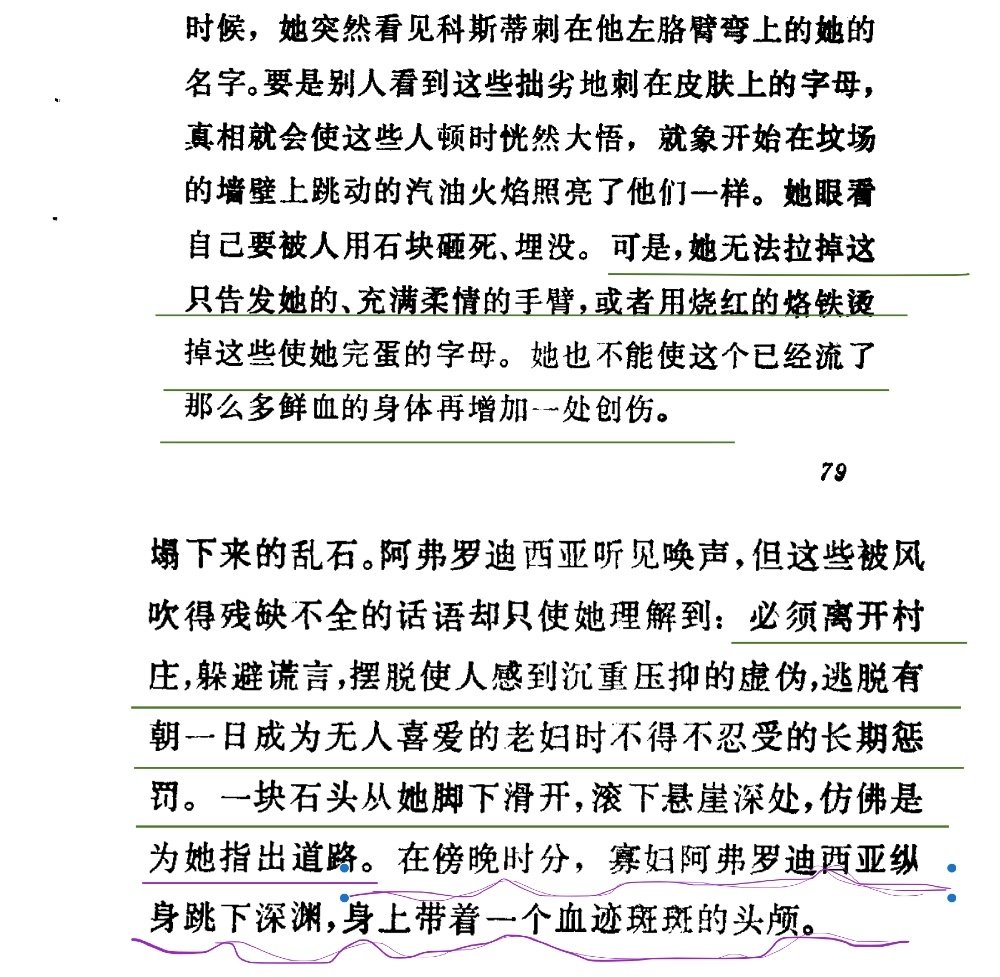 时候，她突然看见科斯蒂刺在他左胳臂弯上的她的
名字。要是别人看到这些拙劣地刺在皮肤上的字母，
真相就会使这些人顿时恍然大悟，就象开始在坟场
的墙壁上跳动的汽油火焰照亮了他们一样。她眼看
自己要被人用石块砸死、埋没。可是，她无法拉掉这
只告发她的、充满柔情的手臂，或者用烧红的烙铁烫
掉这些使她完蛋的字母。她也不能使这个已经流了
那么多鲜血的身体再增加一处创伤。
79
塌下来的乱石。阿弗罗迪西亚听见唤声，但这些被风
吹得残缺不全的话语却只使她理解到：必须离开村
庄，躲避谎言，摆脱使人感到沉重压抑的虚伪，逃脱有
朝一日成为无人喜爱的老妇时不得不忍受的长期惩
罚。一块石头从她脚下滑开，滚下悬崖深处，仿佛是
为她指出道路。在傍晚时分，寡妇阿弗罗迪西亚纵
身跳下深渊，身上带着一个血迹斑斑的头颅。